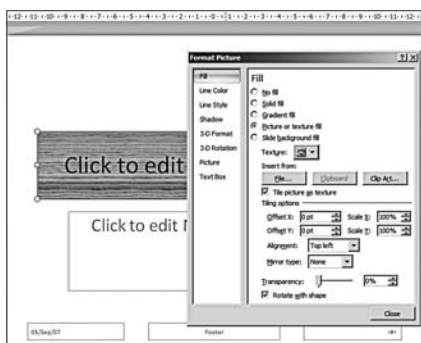 Format Picture
Fill
Line Color
Line Style
Shadow
3-D Format
3-D Rotation
Picture
Text Box
Fill
No fill
Solid fill
Gradient fill
Picture or texture fill
Slide background fill
Texture:
Insert from:
File... Clipboard Clip Art...
Tile picture as texture
Tiling options
Offset X: 0 pt Scale X: 100%
Offset Y: 0 pt Scale Y: 100%
Alignment: Top left
Mirror type: None
Transparency: 0%
Rotate with shape
Close
Click to edit
Click to edit
03/Sep/07 Footer